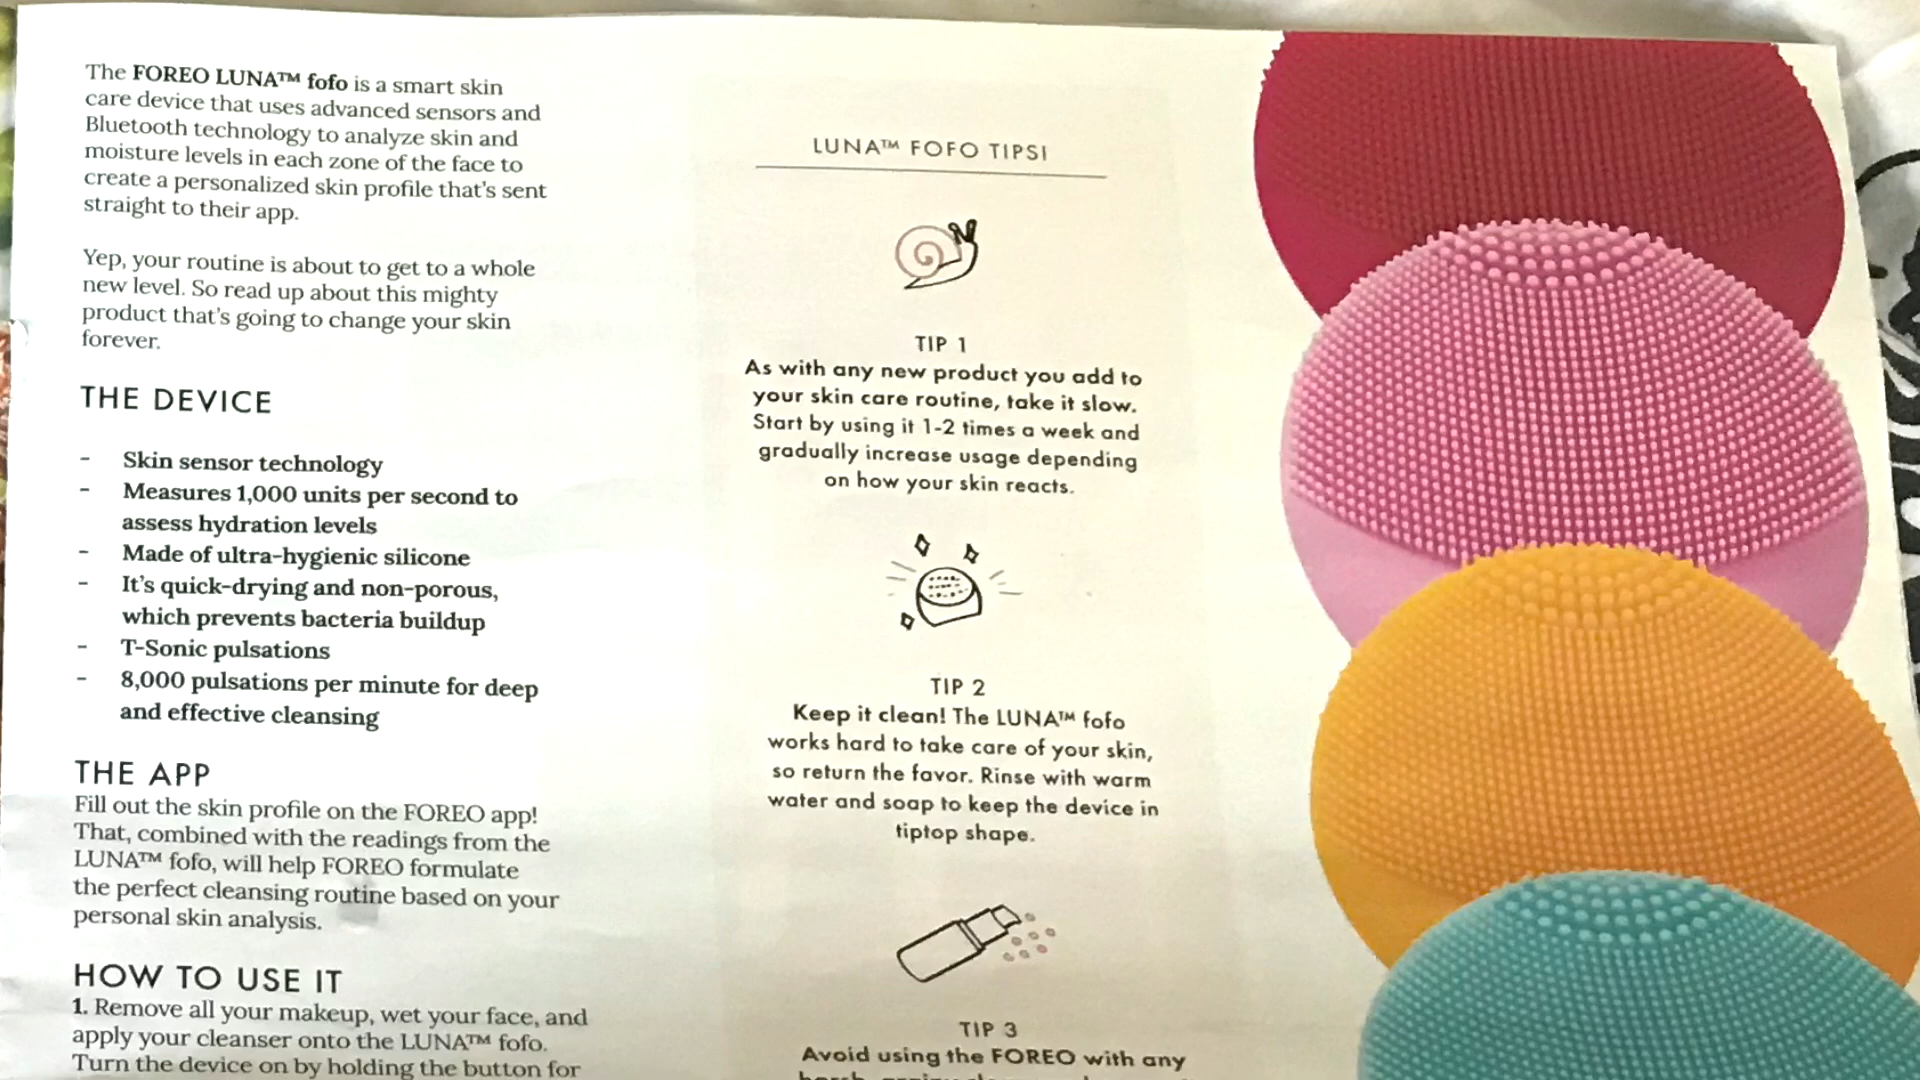 The FOREO LUNA™ fofo is a smart skin
care device that uses advanced sensors and
Bluetooth technology to analyze skin and
moisture levels in each zone of the face to
create a personalized skin profile that's sent
straight to their app.
Yep, your routine is about to get to a whole
new level. So read up about this mighty
product that's going to change your skin
forever.
THE DEVICE
- Skin sensor technology
- Measures 1,000 units per second to
assess hydration levels
- Made of ultra-hygienic silicone
- It's quick-drying and non-porous,
which prevents bacteria buildup
- T-Sonic pulsations
- 8,000 pulsations per minute for deep
and effective cleansing
THE APP
Fill out the skin profile on the FOREO app!
That, combined with the readings from the
LUNA™ fofo, will help FOREO formulate
the perfect cleansing routine based on your
personal skin analysis.
HOW TO USE IT
1. Remove all your makeup, wet your face, and
apply your cleanser onto the LUNA™ fofo.
Turn the device on by holding the button for
LUNA™ FOFO TIPS!
TIP 1
As with any new product you add to
your skin care routine, take it slow.
Start by using it 1-2 times a week and
gradually increase usage depending
on how your skin reacts.
TIP 2
Keep it clean! The LUNA™ fofo
works hard to take care of your skin,
so return the favor. Rinse with warm
water and soap to keep the device in
tiptop shape.
TIP 3
Avoid using the FOREO with any